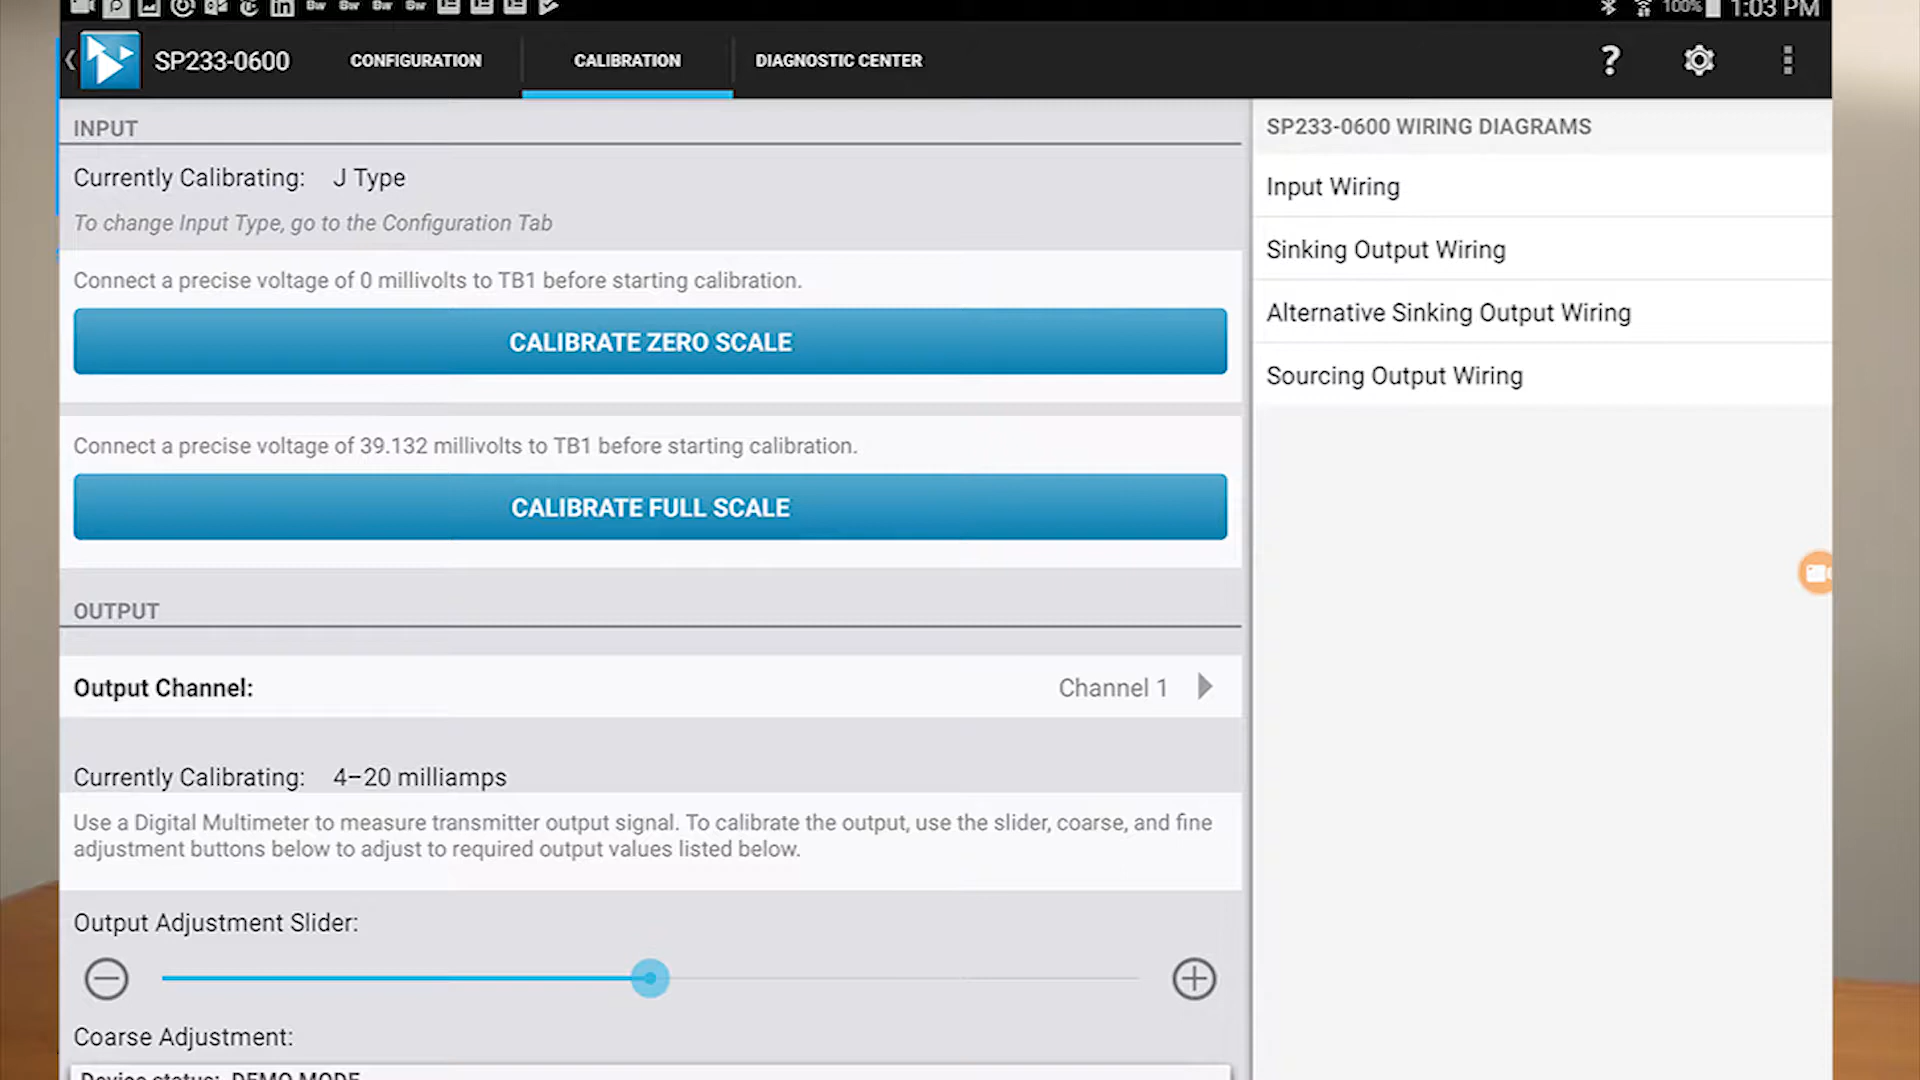 100% 1:03 PM
SP233-0600 CONFIGURATION CALIBRATION DIAGNOSTIC CENTER ?
INPUT
Currently Calibrating: J Type
To change Input Type, go to the Configuration Tab
Connect a precise voltage of 0 millivolts to TB1 before starting calibration.
CALIBRATE ZERO SCALE
Connect a precise voltage of 39.132 millivolts to TB1 before starting calibration.
CALIBRATE FULL SCALE
OUTPUT
Output Channel: Channel 1
Currently Calibrating: 4–20 milliamps
Use a Digital Multimeter to measure transmitter output signal. To calibrate the output, use the slider, coarse, and fine
adjustment buttons below to adjust to required output values listed below.
Output Adjustment Slider:
Coarse Adjustment:
Device status: DEMO MODE
SP233-0600 WIRING DIAGRAMS
Input Wiring
Sinking Output Wiring
Alternative Sinking Output Wiring
Sourcing Output Wiring